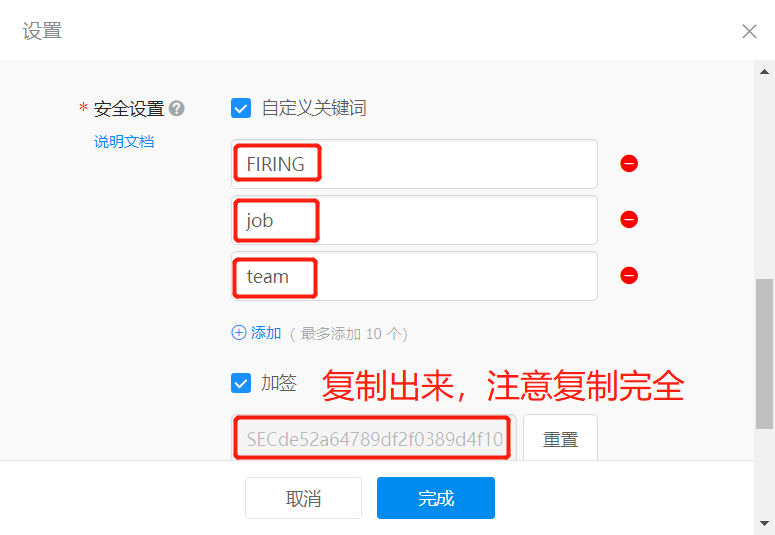 设置
* 安全设置 ?
自定义关键词
说明文档
FIRING
job
team
添加 ( 最多添加 10 个)
加签 复制出来，注意复制完全
SECde52a64789df2f0389d4f10 重置
取消 完成